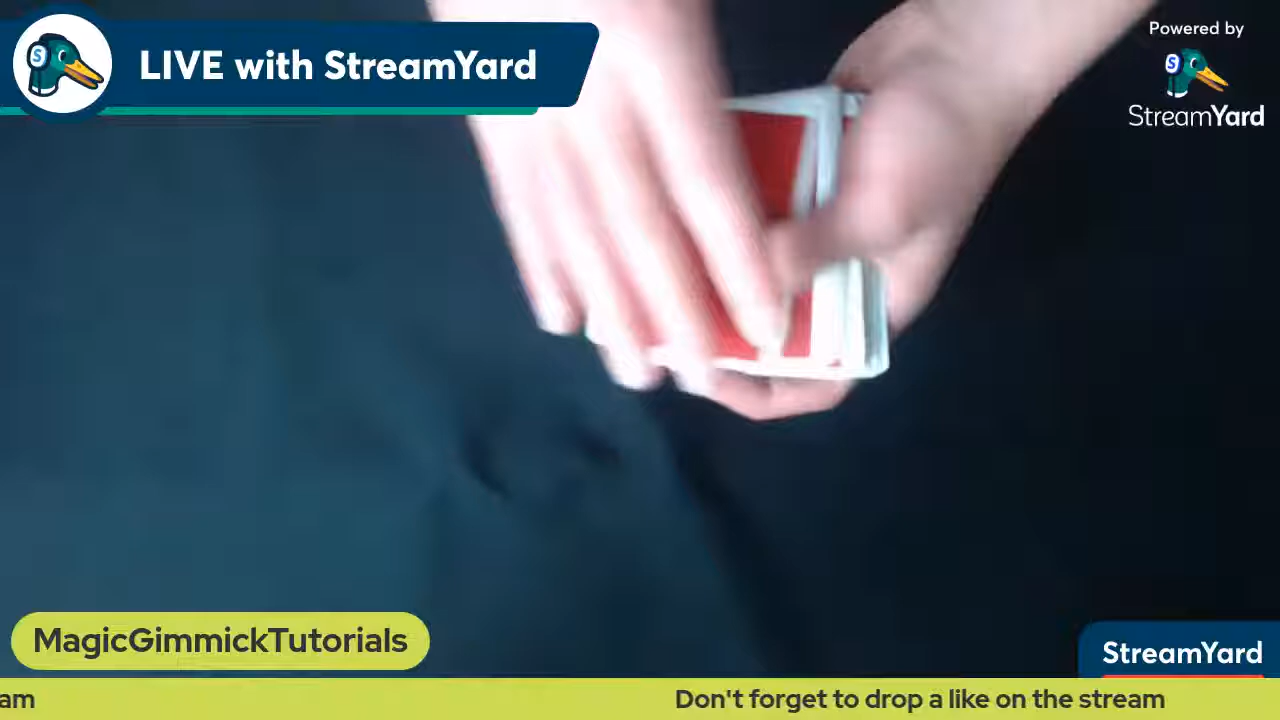 LIVE with StreamYard
Powered by
StreamYard
MagicGimmickTutorials
StreamYard
am
Don't forget to drop a like on the stream